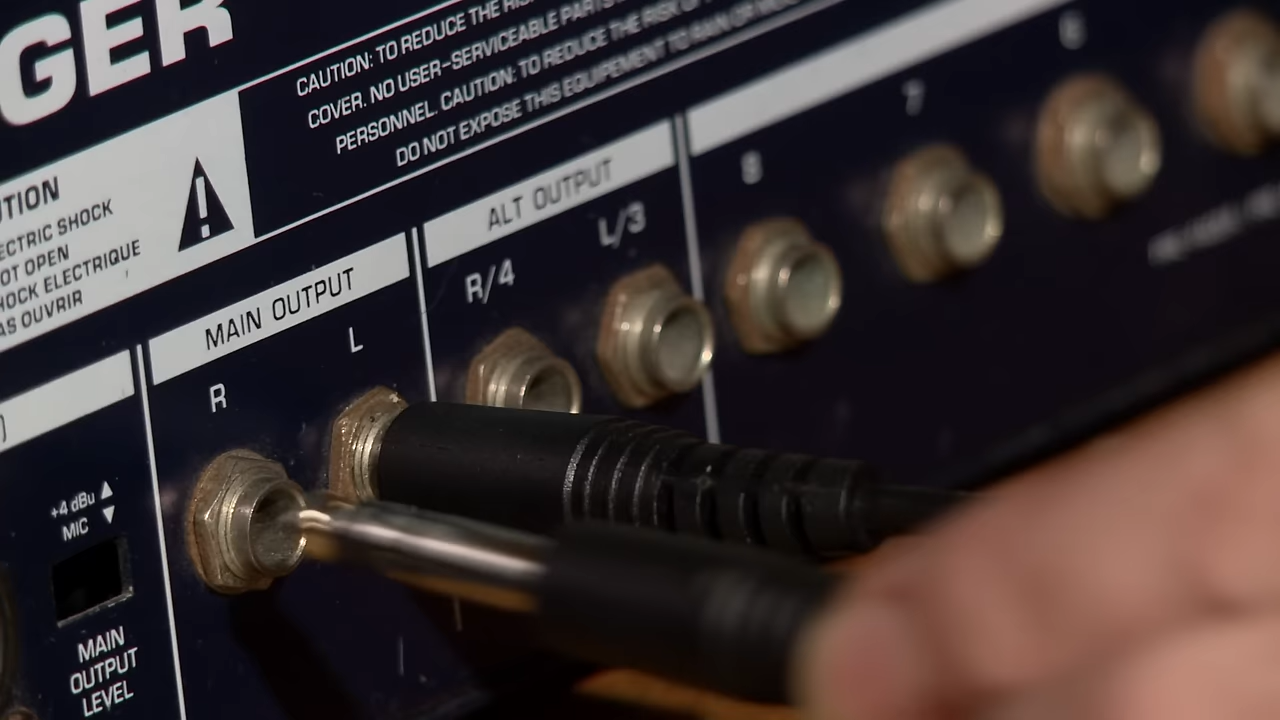 GER
CAUTION: TO REDUCE THE
COVER. NO USER-SERVICEABLE PARTS
PERSONNEL. CAUTION: TO REDUCE THE RISK OF
DO NOT EXPOSE THIS EQUIPEMENT TO RAIN OR
TION
ECTRIC SHOCK
OT OPEN
HOCK ELECTRIQUE
AS OUVRIR
MAIN OUTPUT
R
L
ALT OUTPUT
R/4
L/3
8
7
6
+4 dBu
MIC
MAIN
OUTPUT
LEVEL